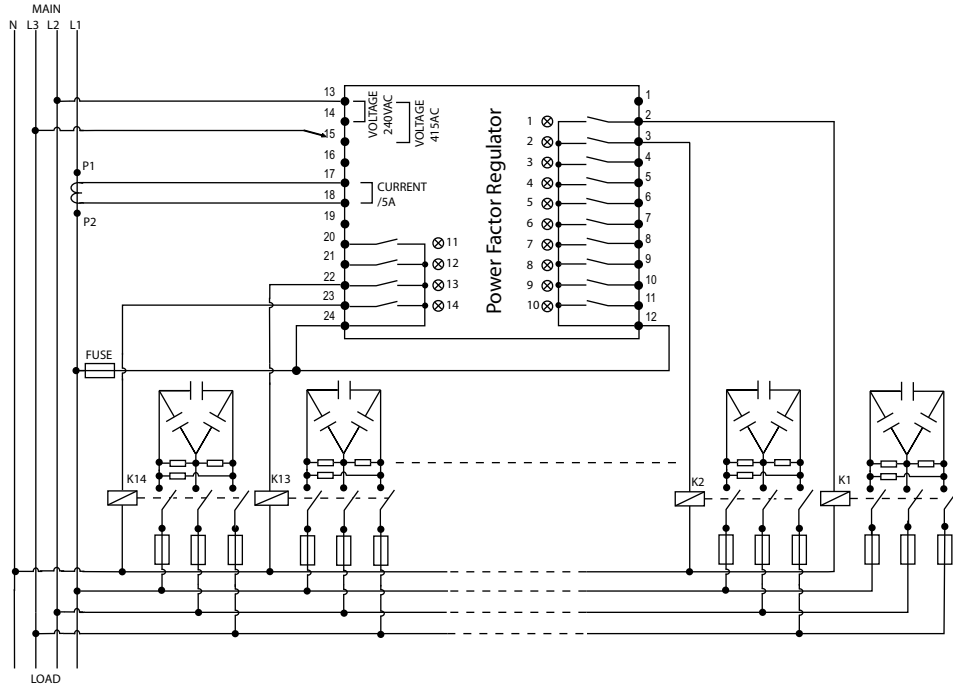 MAIN
N L3 L2 L1
13
14
15
16
17
18
19
20
21
22
23
24
VOLTAGE
240VAC
VOLTAGE
415AC
CURRENT
/5A
P1
P2
11
12
13
14
Power Factor Regulator
1
2
3
4
5
6
7
8
9
10
1
2
3
4
5
6
7
8
9
10
11
12
FUSE
K14
K13
K2
K1
LOAD